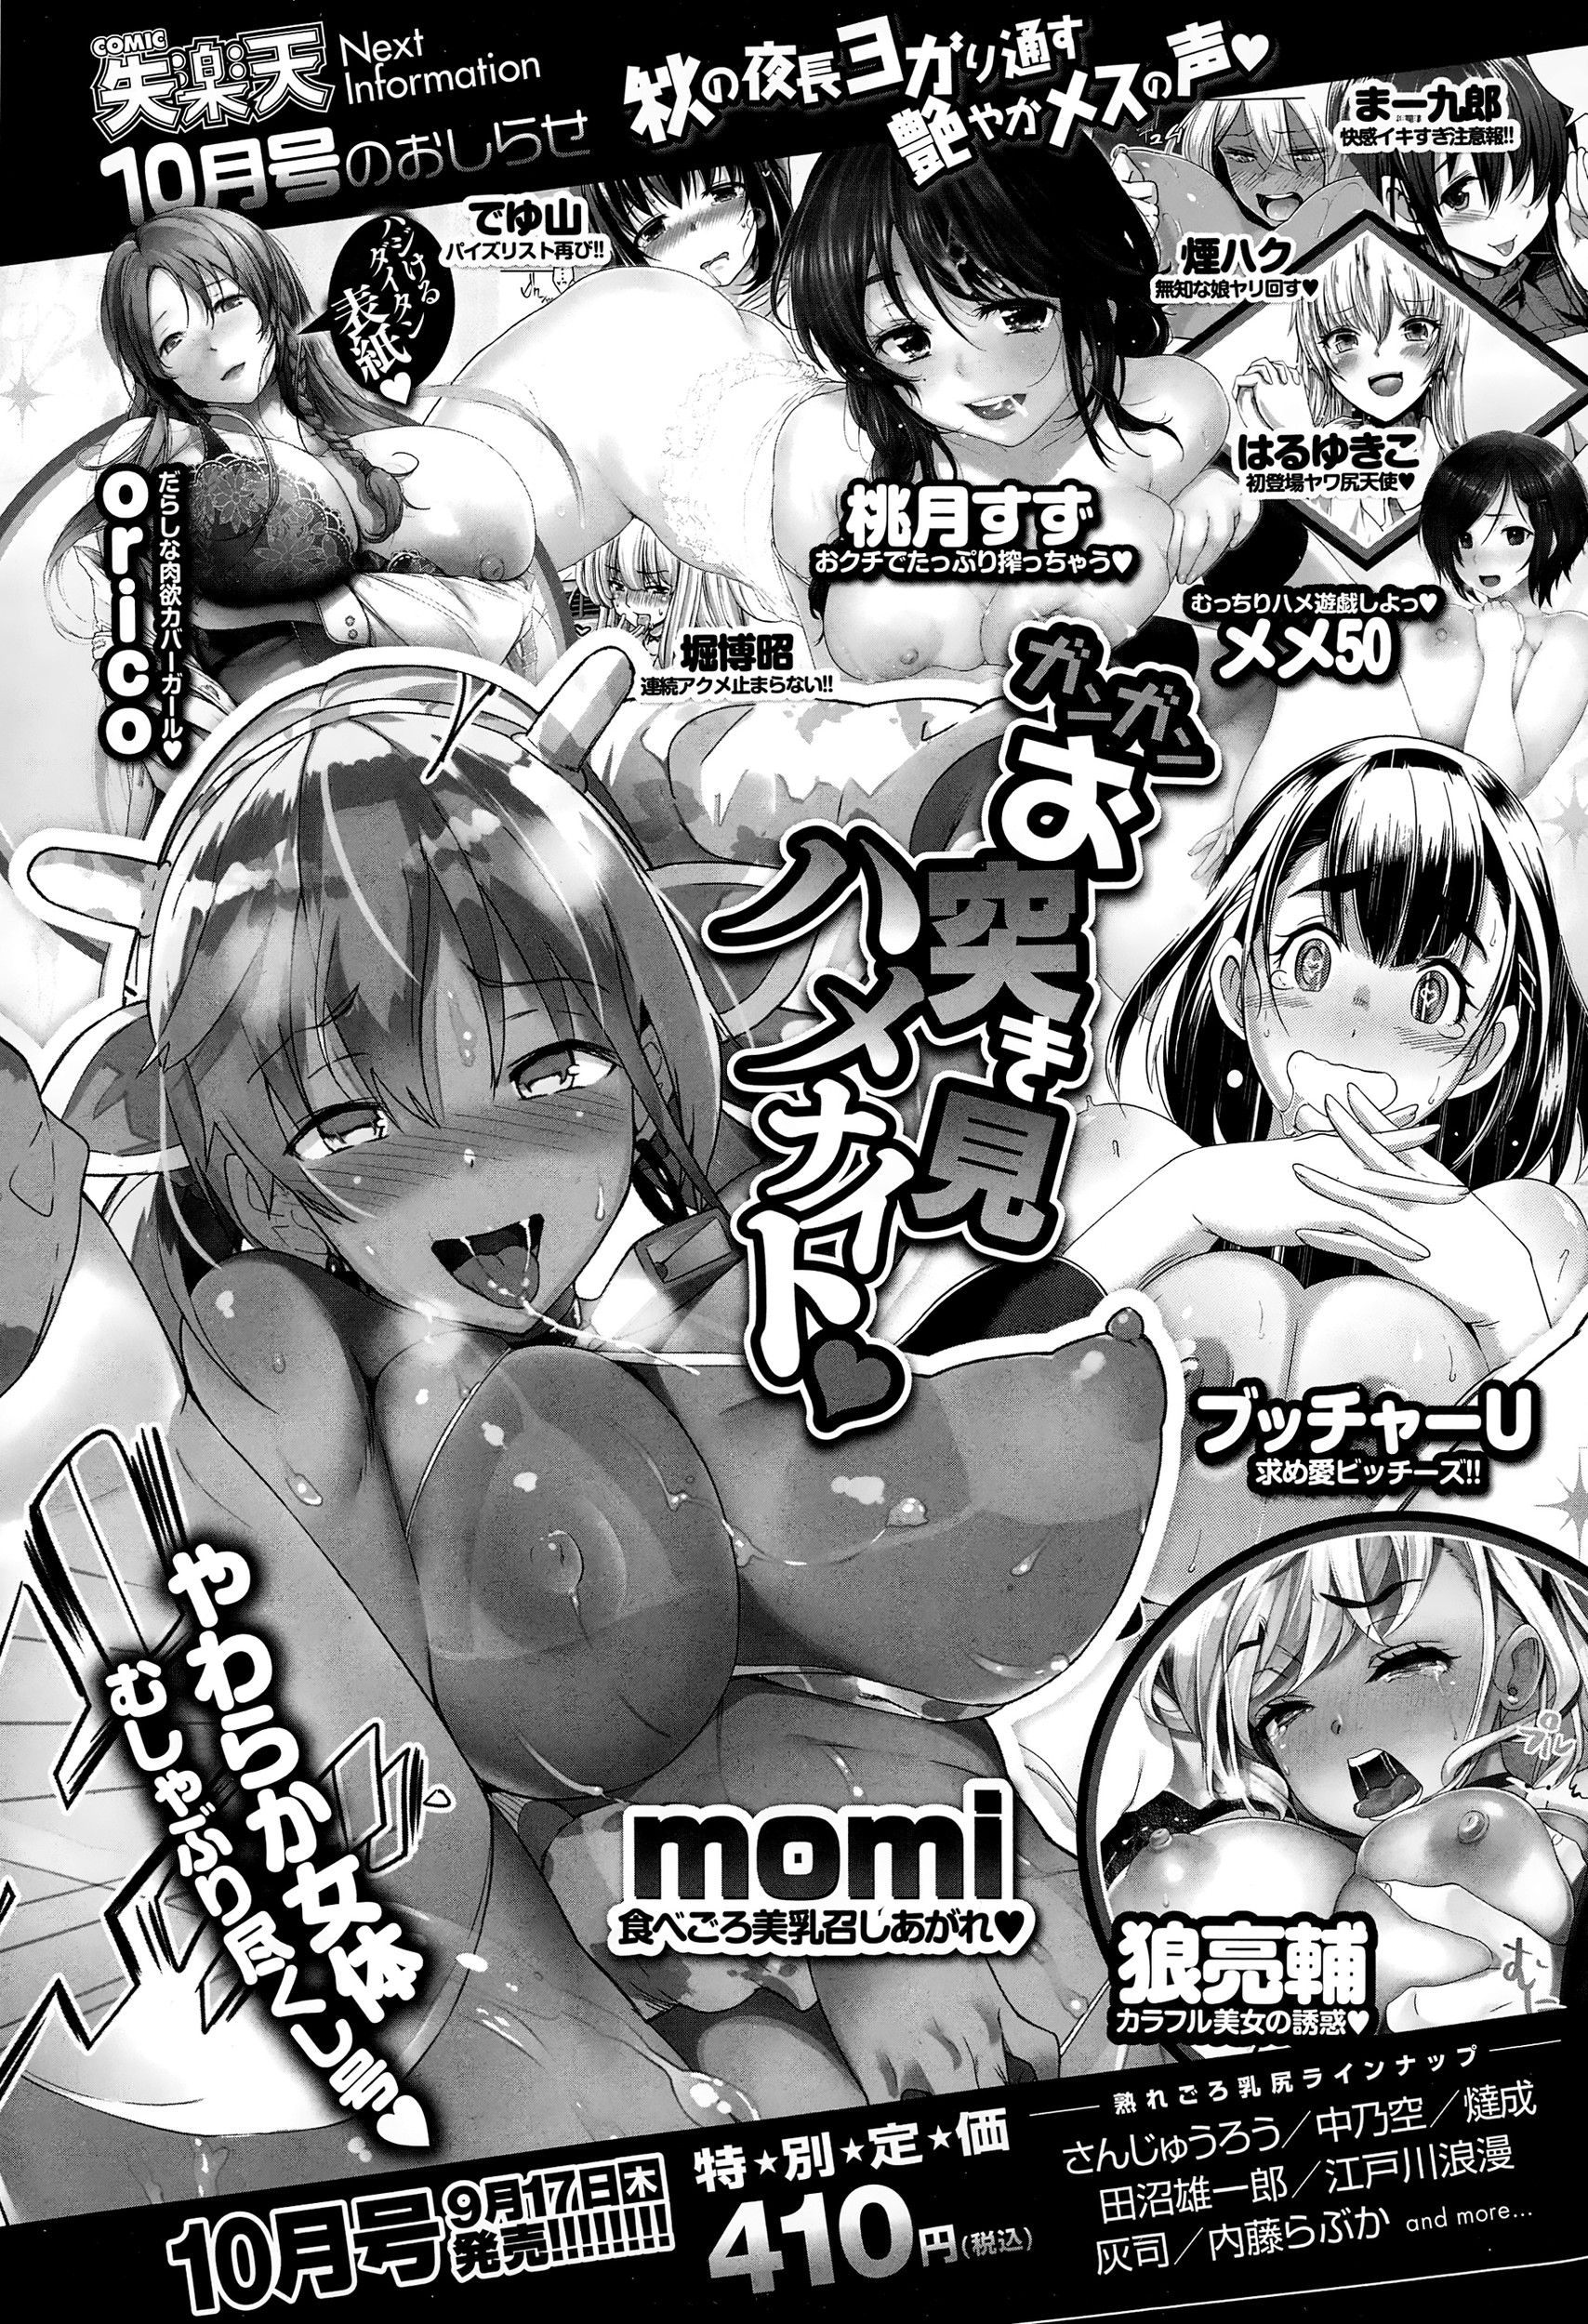 COMIC
失楽天
Next
Information
10月号のおしらせ
秋の夜長ヨガり通す
艶やかメスの声♥
まー九郎
快感イキすぎ注意報!!
でゆ山
パイズリスト再び!!
ハジける
ダイタン
表紙♥
煙ハク
無知な娘ヤリ回す♥
はるゆきこ
初登場ヤワ尻天使♥
orico
だらしな肉欲カバーガール♥
桃月すず
おクチでたっぷり搾っちゃう♥
むっちりハメ遊戯しよっ♥
メメ50
堀博昭
連続アクメ止まらない!!
ガンガン
お突き見
ハメナイト♥
ブッチャーU
求め愛ビッチーズ!!
やわらか女体
むしゃぶり尽くし号♥
momi
食べごろ美乳召しあがれ♥
プル
む
狼亮輔
カラフル美女の誘惑♥
10月号
9月17日木
発売!!!!!!!!!
特★別★定★価
410円(税込)
熟れごろ乳尻ラインナップ
さんじゅうろう／中乃空／燵成
田沼雄一郎／江戸川浪漫
灰司／内藤らぶか and more...